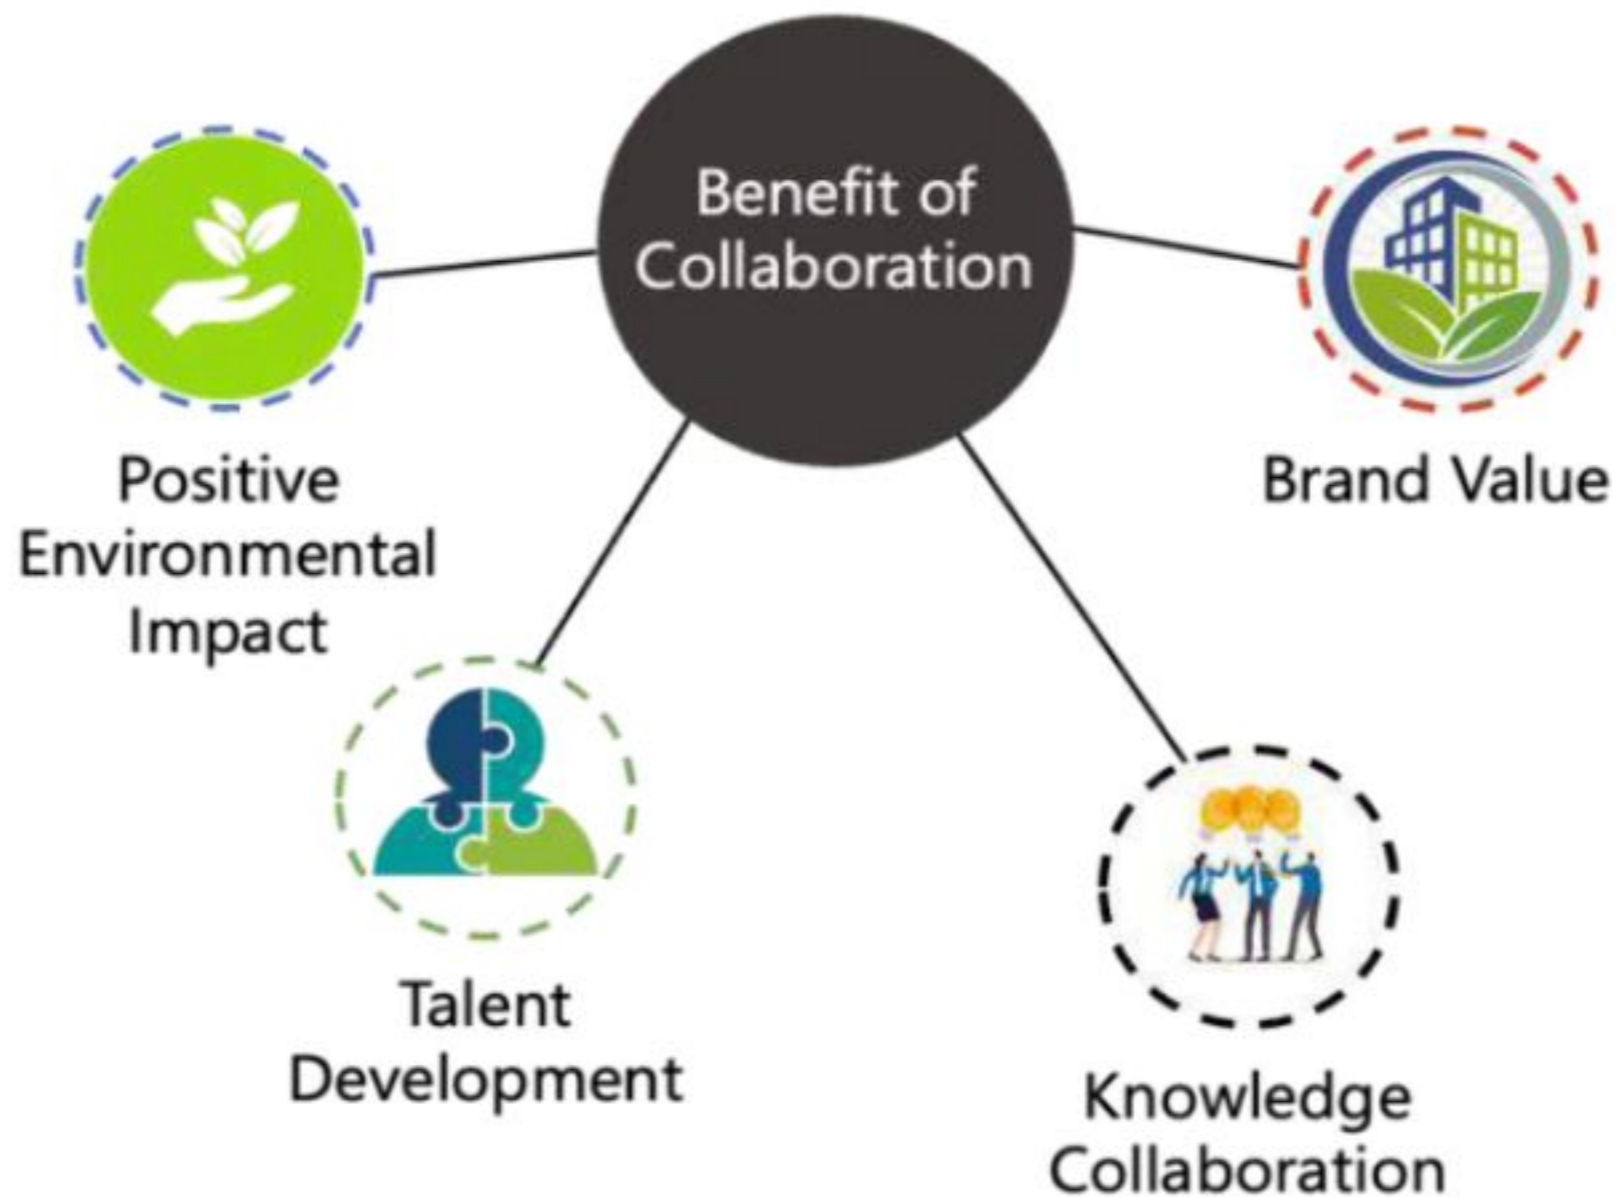 Benefit of
Collaboration
Positive
Environmental
Impact
Brand Value
Talent
Development
Knowledge
Collaboration